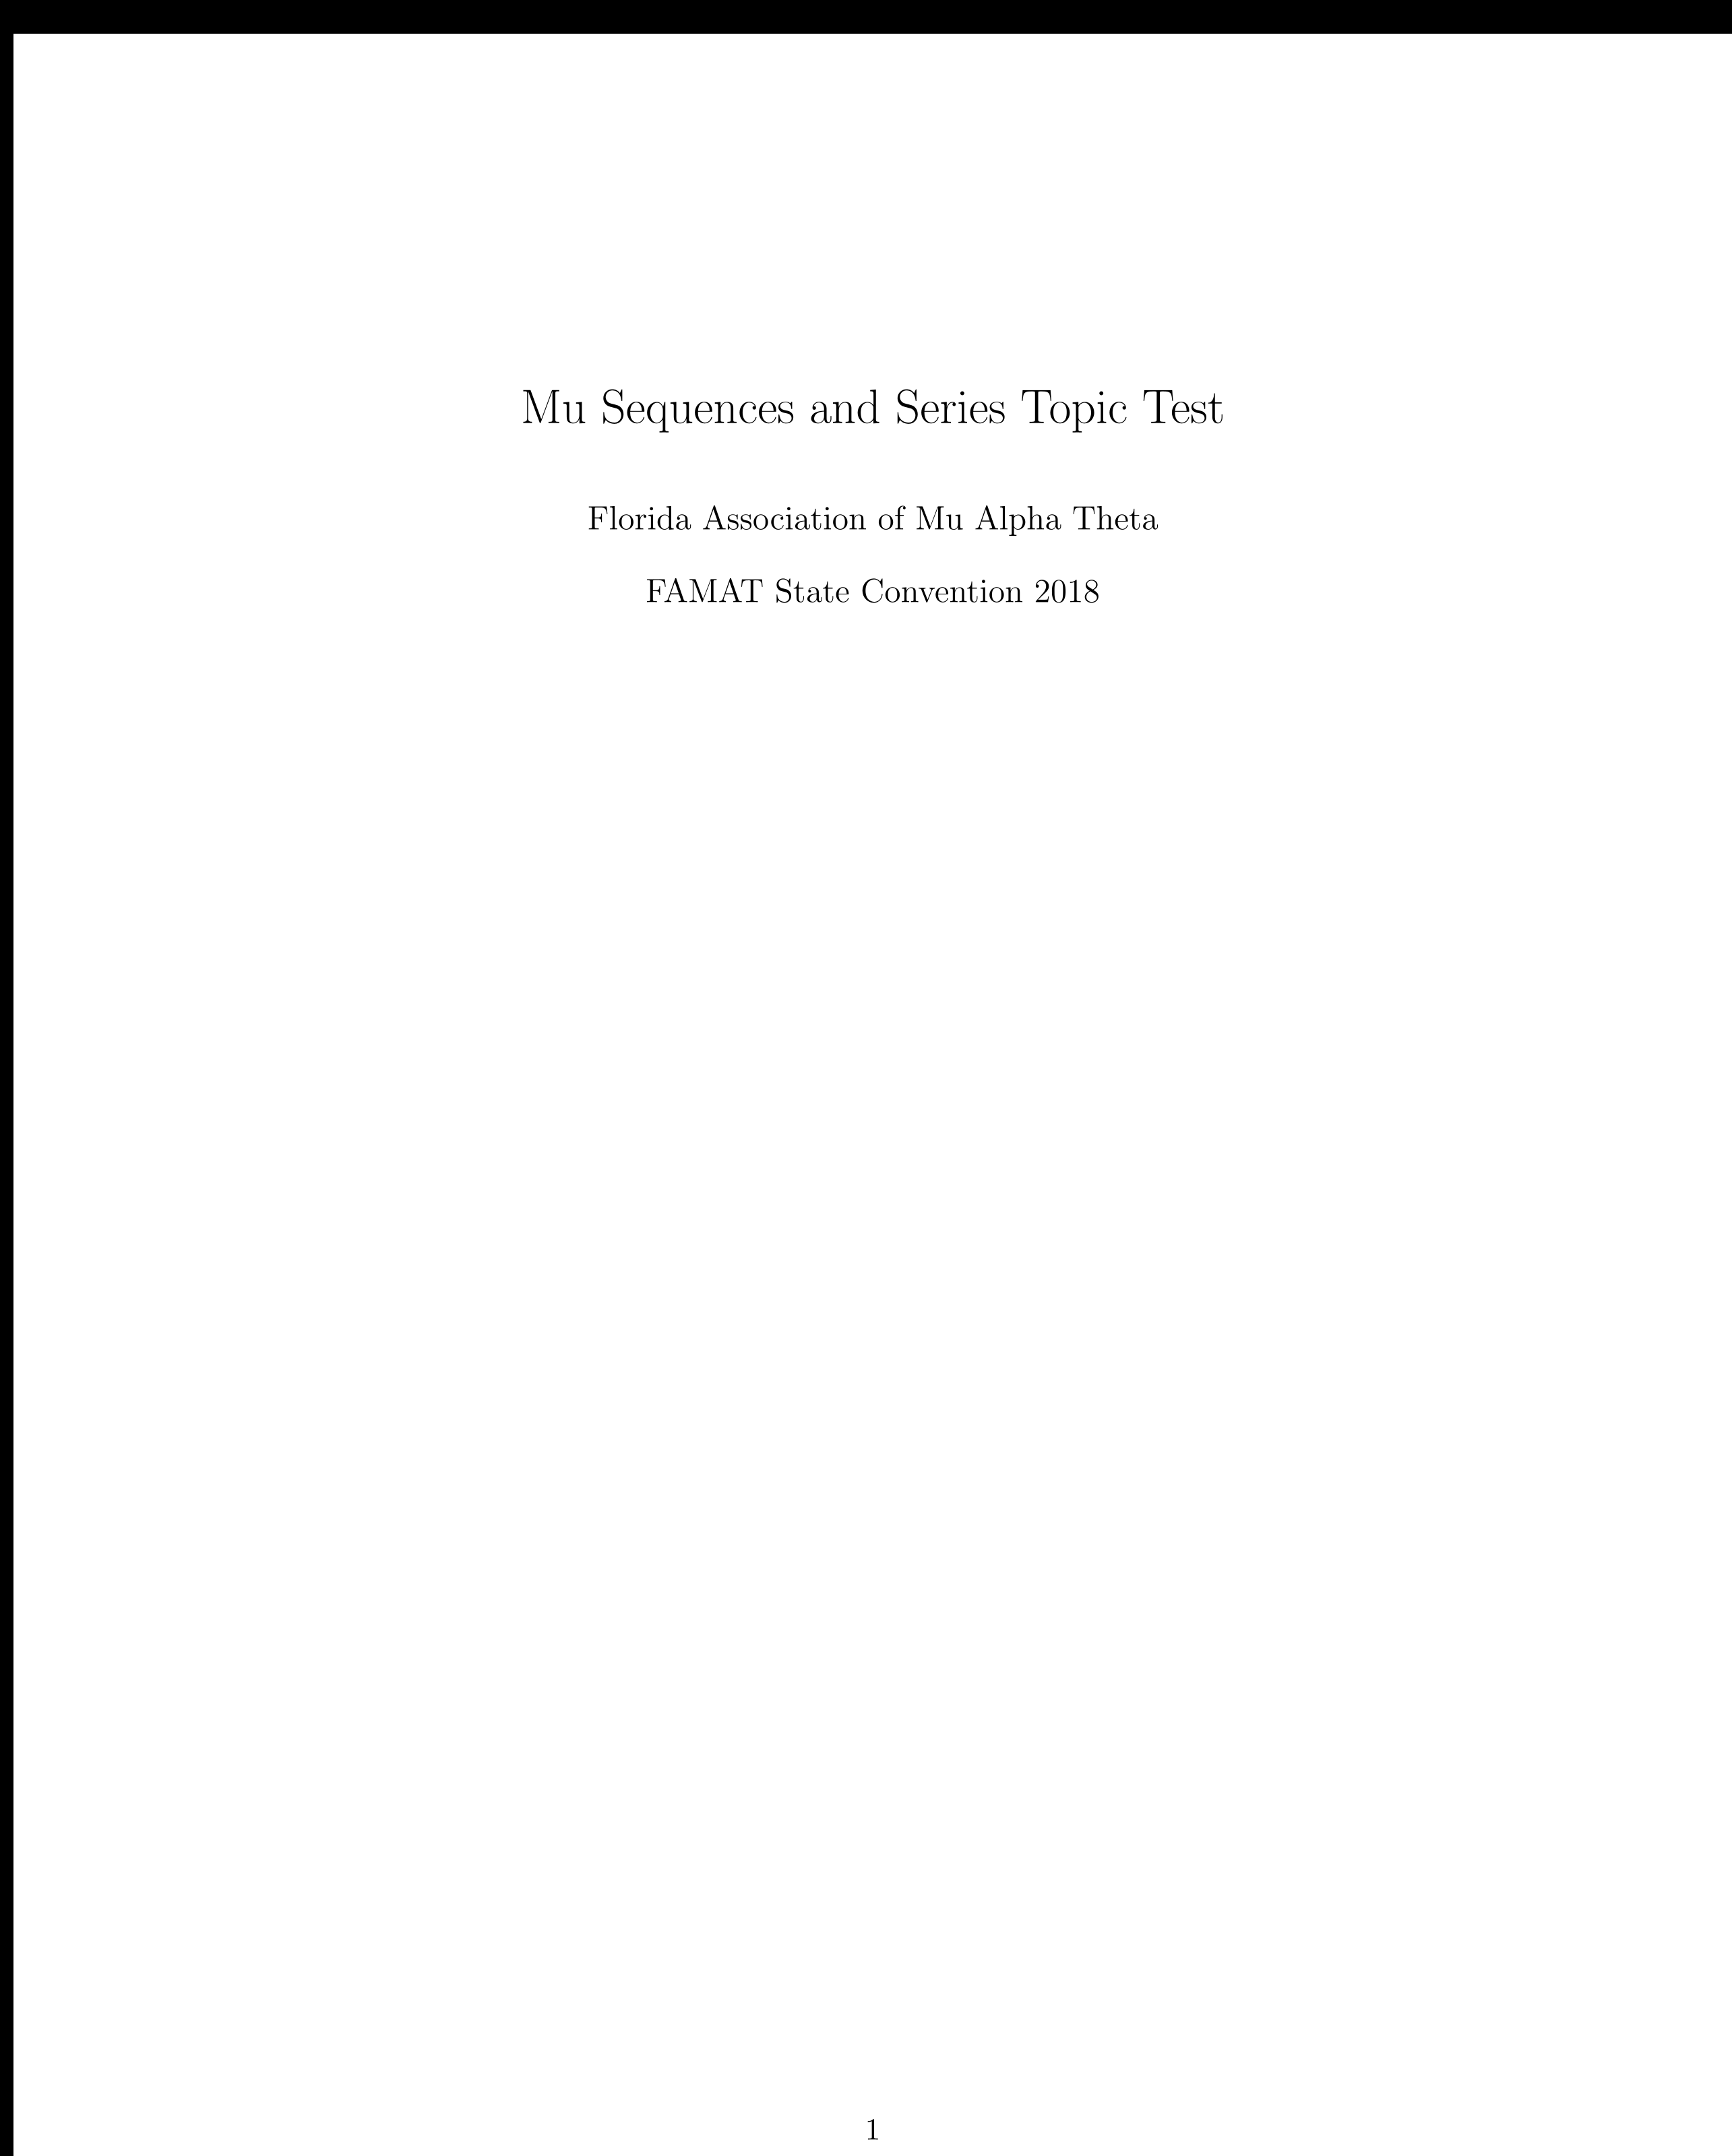 Mu Sequences and Series Topic Test
Florida Association of Mu Alpha Theta
FAMAT State Convention 2018
1